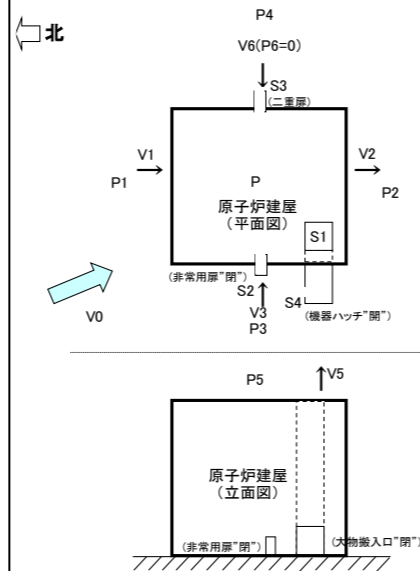 北
P4
V6(P6=0)
S3
(二重扉)
V1
V2
P1
P
P2
原子炉建屋
(平面図)
S1
(非常用扉"閉")
S2
S4
V3
(機器ハッチ"開")
V0
P3
P5
V5
原子炉建屋
(立面図)
(非常用扉"閉")
(大物搬入口"閉")